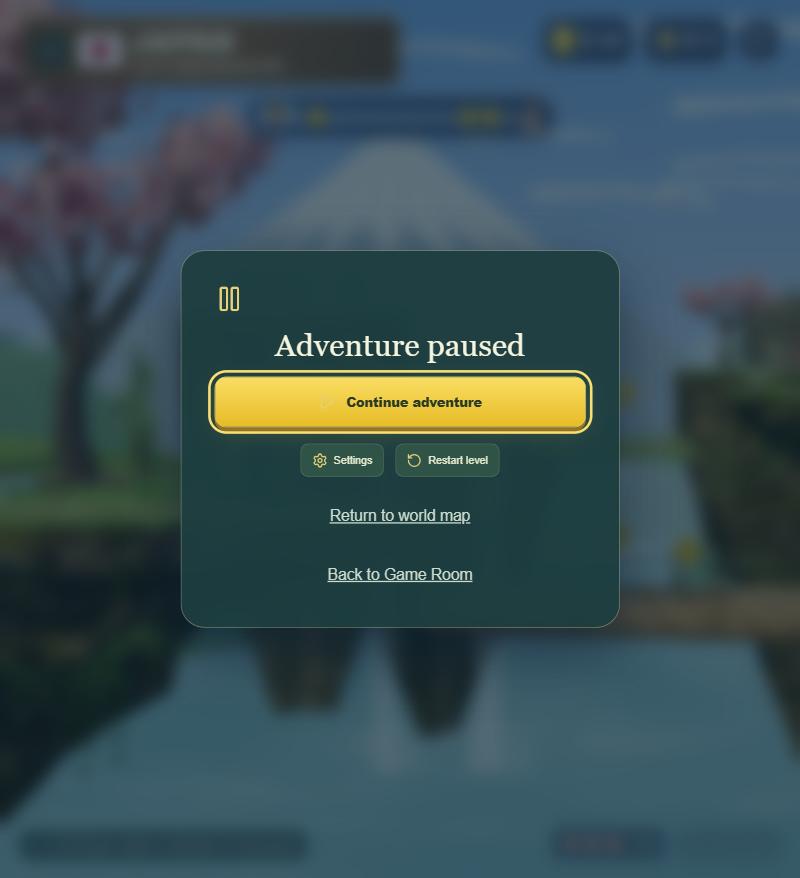 Adventure paused
Continue adventure
Settings
Restart level
Return to world map
Back to Game Room